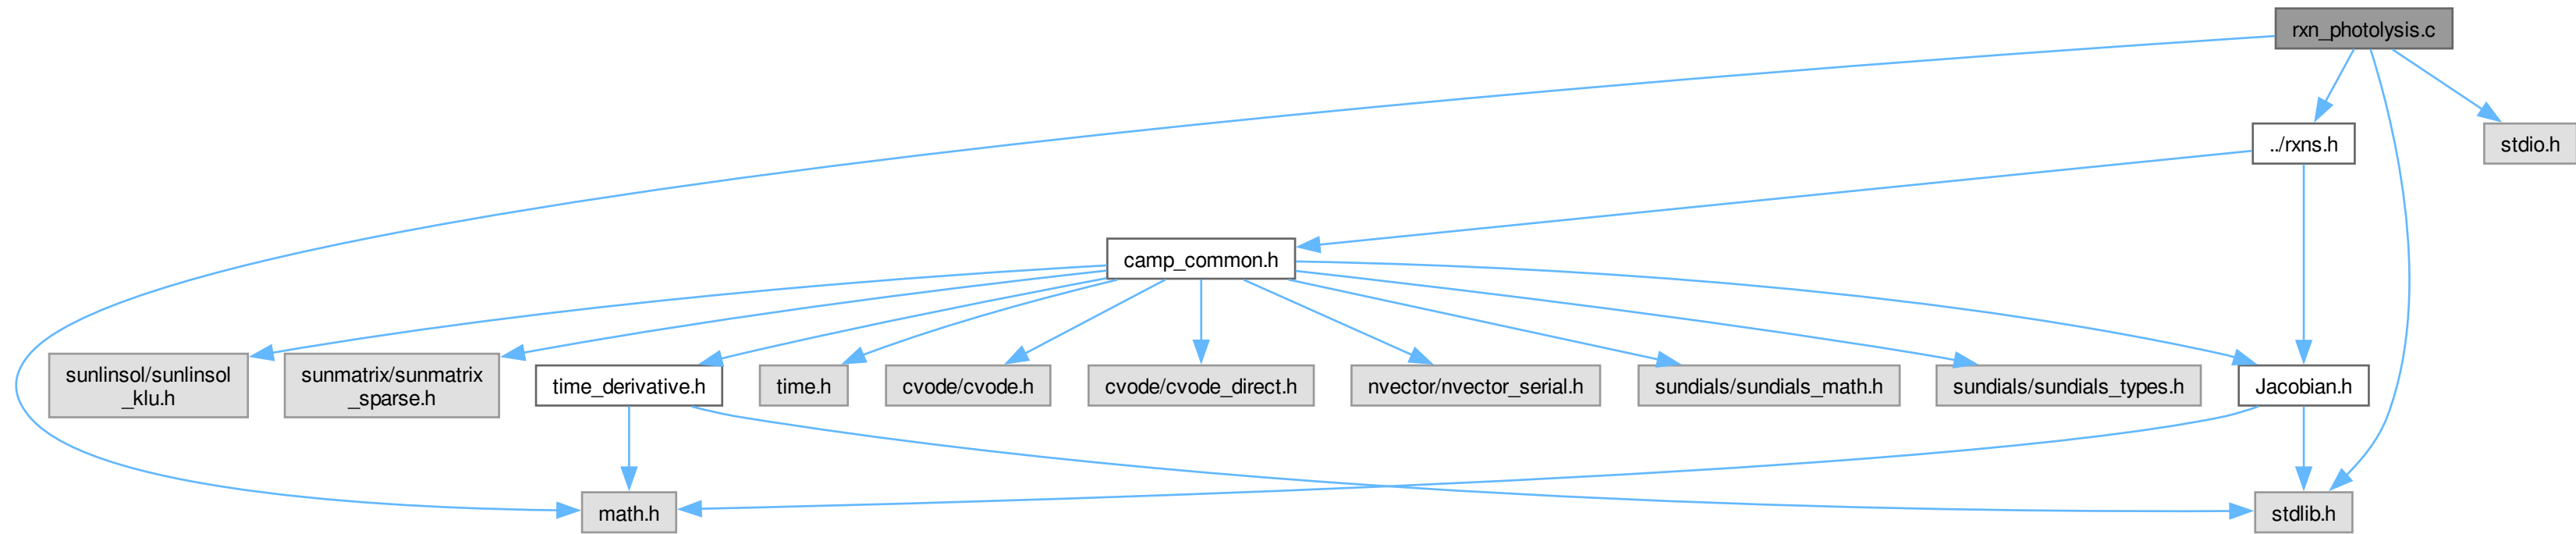 rxn_photolysis.c
../rxns.h
stdio.h
camp_common.h
sunlinsol/sunlinsol
_klu.h
sunmatrix/sunmatrix
_sparse.h
time_derivative.h
time.h
cvode/cvode.h
cvode/cvode_direct.h
nvector/nvector_serial.h
sundials/sundials_math.h
sundials/sundials_types.h
Jacobian.h
math.h
stdlib.h